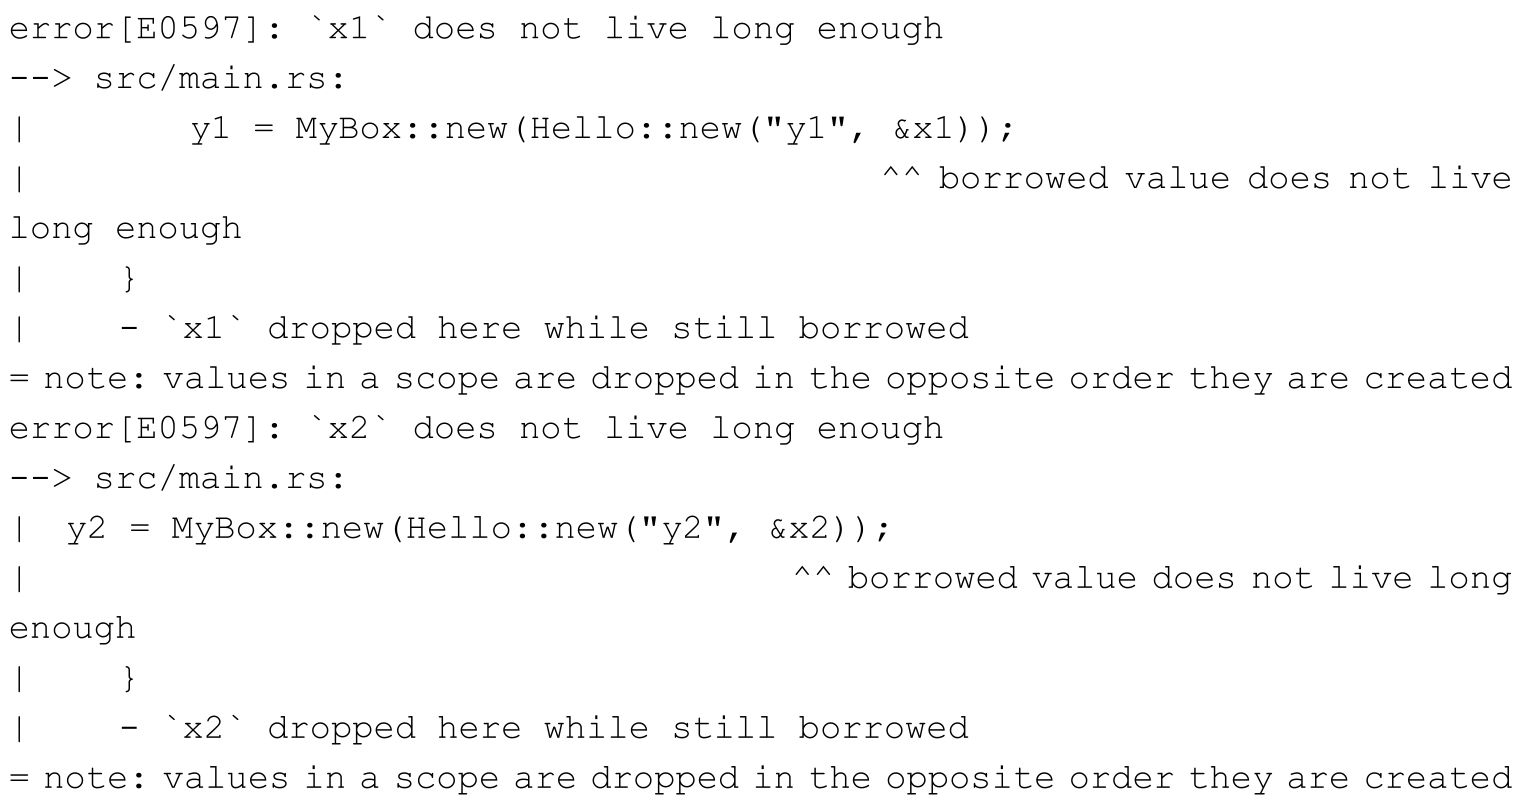 error[E0597]: `x1` does not live long enough
--> src/main.rs:
|        y1 = MyBox::new(Hello::new("y1", &x1));
|                                          ^^ borrowed value does not live
long enough
|     }
|     - `x1` dropped here while still borrowed
= note: values in a scope are dropped in the opposite order they are created
error[E0597]: `x2` does not live long enough
--> src/main.rs:
|  y2 = MyBox::new(Hello::new("y2", &x2));
|                                     ^^ borrowed value does not live long
enough
|     }
|     - `x2` dropped here while still borrowed
= note: values in a scope are dropped in the opposite order they are created